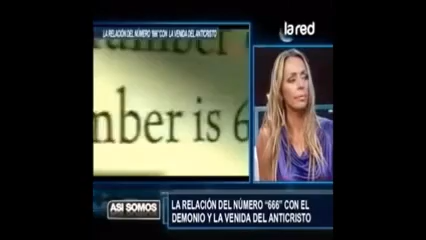 LA RELACIÓN DEL NÚMERO "666" CON LA VENIDA DEL ANTICRISTO
la red
number
mber is 6
ASI SOMOS
LA RELACIÓN DEL NÚMERO "666" CON EL
DEMONIO Y LA VENIDA DEL ANTICRISTO